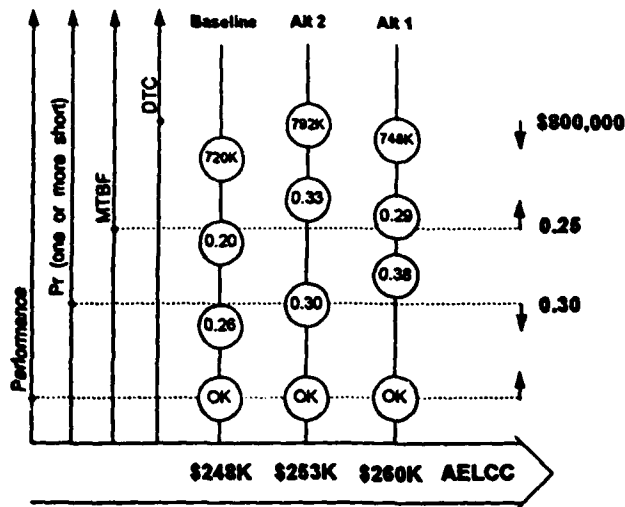 Baseline Alt 2 Alt 1
Performance
Pr (one or more short)
MTBF
DTC
720K
792K
748K
$800,000
0.33
0.20
0.29
0.25
0.38
0.26
0.30
0.30
OK OK OK
$248K $253K $260K AELCC